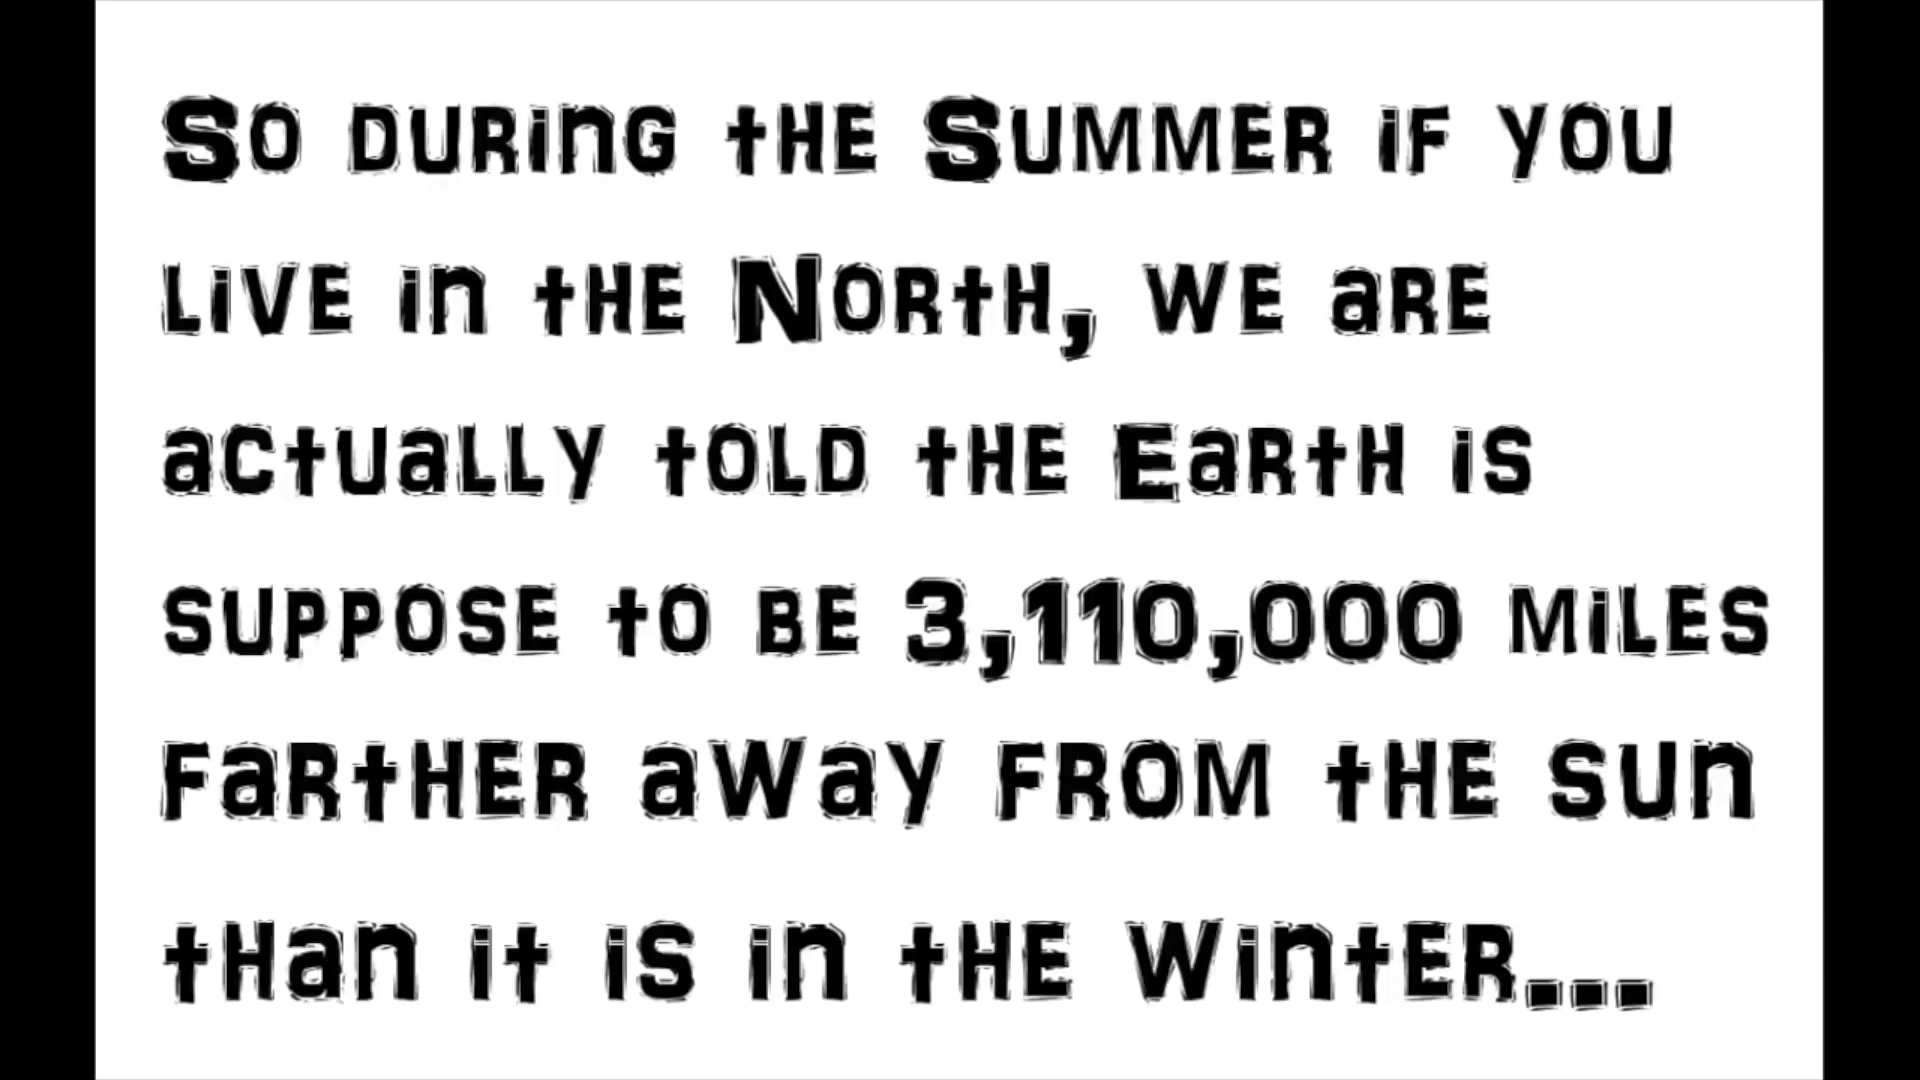 So during the Summer if you
live in the North, we are
actually told the Earth is
suppose to be 3,110,000 miles
farther away from the sun
than it is in the winter...